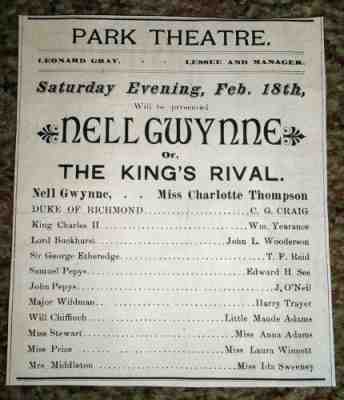 PARK THEATRE.
LEONARD GRAY. - - LESSEE AND MANAGER.
Saturday Evening, Feb. 18th,
Will be presented
NELL GWYNNE
Or,
THE KING'S RIVAL.
Nell Gwynne, . . Miss Charlotte Thompson
DUKE OF RICHMOND........................C. G. CRAIG
King Charles II............................Wm. Yearance
Lord Buckhurst........................John L. Wooderson
Sir George Etheredge.............................T. F. Reid
Samuel Pepys............................Edward H. See
John Pepys....................................J. O'Neil
Major Wildman..............................Harry Trayer
Will Chiffinch........................Little Maude Adams
Miss Stewart..........................Miss Anna Adams
Miss Price..........................Miss Laura Winnett
Mrs Middleton........................Miss Ida Sweeney